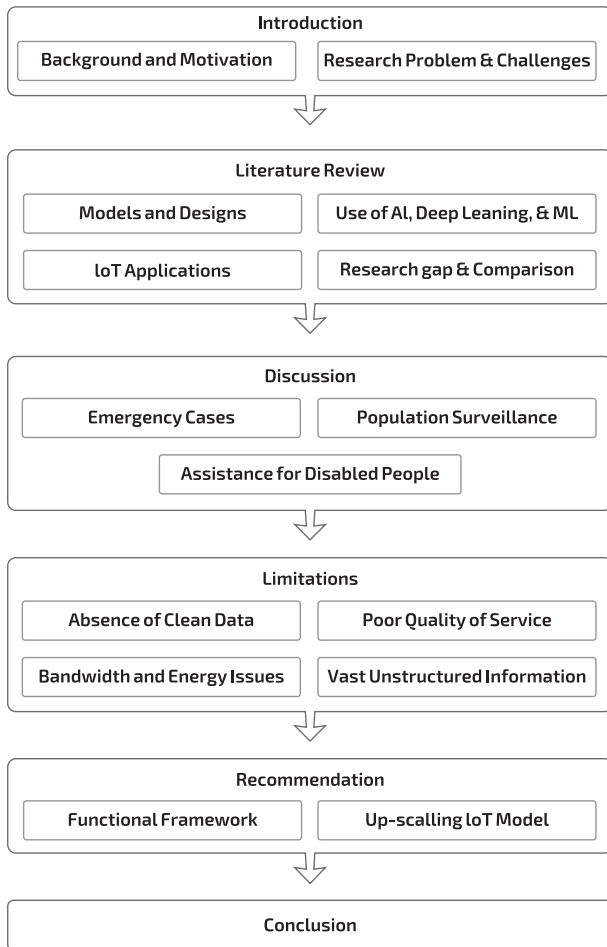 Introduction
Background and Motivation
Research Problem & Challenges
Literature Review
Models and Designs
Use of AI, Deep Leaning, & ML
IoT Applications
Research gap & Comparison
Discussion
Emergency Cases
Population Surveillance
Assistance for Disabled People
Limitations
Absence of Clean Data
Poor Quality of Service
Bandwidth and Energy Issues
Vast Unstructured Information
Recommendation
Functional Framework
Up-scalling IoT Model
Conclusion